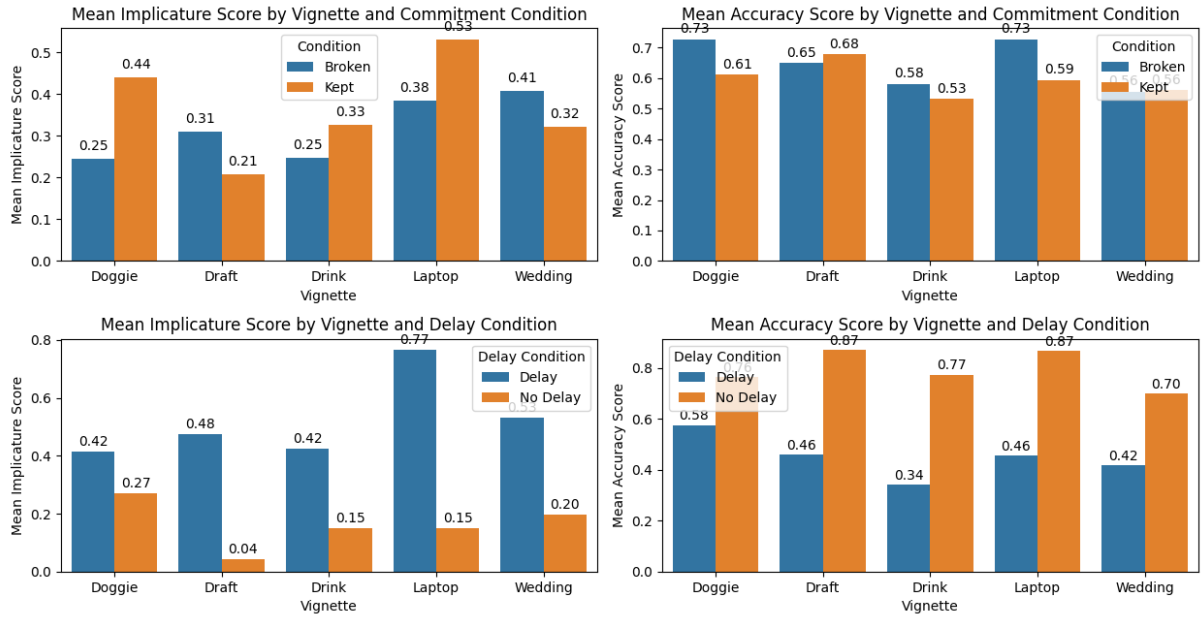 Mean Implicature Score by Vignette and Commitment Condition
Mean Implicature Score
0.5
0.4
0.3
0.2
0.1
0.0
Condition
Broken
Kept
0.25
0.44
0.31
0.21
0.25
0.33
0.38
0.53
0.41
0.32
Doggie Draft Drink Laptop Wedding
Vignette
Mean Accuracy Score by Vignette and Commitment Condition
Mean Accuracy Score
0.7
0.6
0.5
0.4
0.3
0.2
0.1
0.0
Condition
Broken
Kept
0.73
0.61
0.65
0.68
0.58
0.53
0.73
0.59
0.56
0.56
Doggie Draft Drink Laptop Wedding
Vignette
Mean Implicature Score by Vignette and Delay Condition
Mean Implicature Score
0.8
0.6
0.4
0.2
0.0
Delay Condition
Delay
No Delay
0.42
0.27
0.48
0.04
0.42
0.15
0.77
0.15
0.53
0.20
Doggie Draft Drink Laptop Wedding
Vignette
Mean Accuracy Score by Vignette and Delay Condition
Mean Accuracy Score
0.8
0.6
0.4
0.2
0.0
Delay Condition
Delay
No Delay
0.58
0.76
0.46
0.87
0.34
0.77
0.46
0.87
0.42
0.70
Doggie Draft Drink Laptop Wedding
Vignette